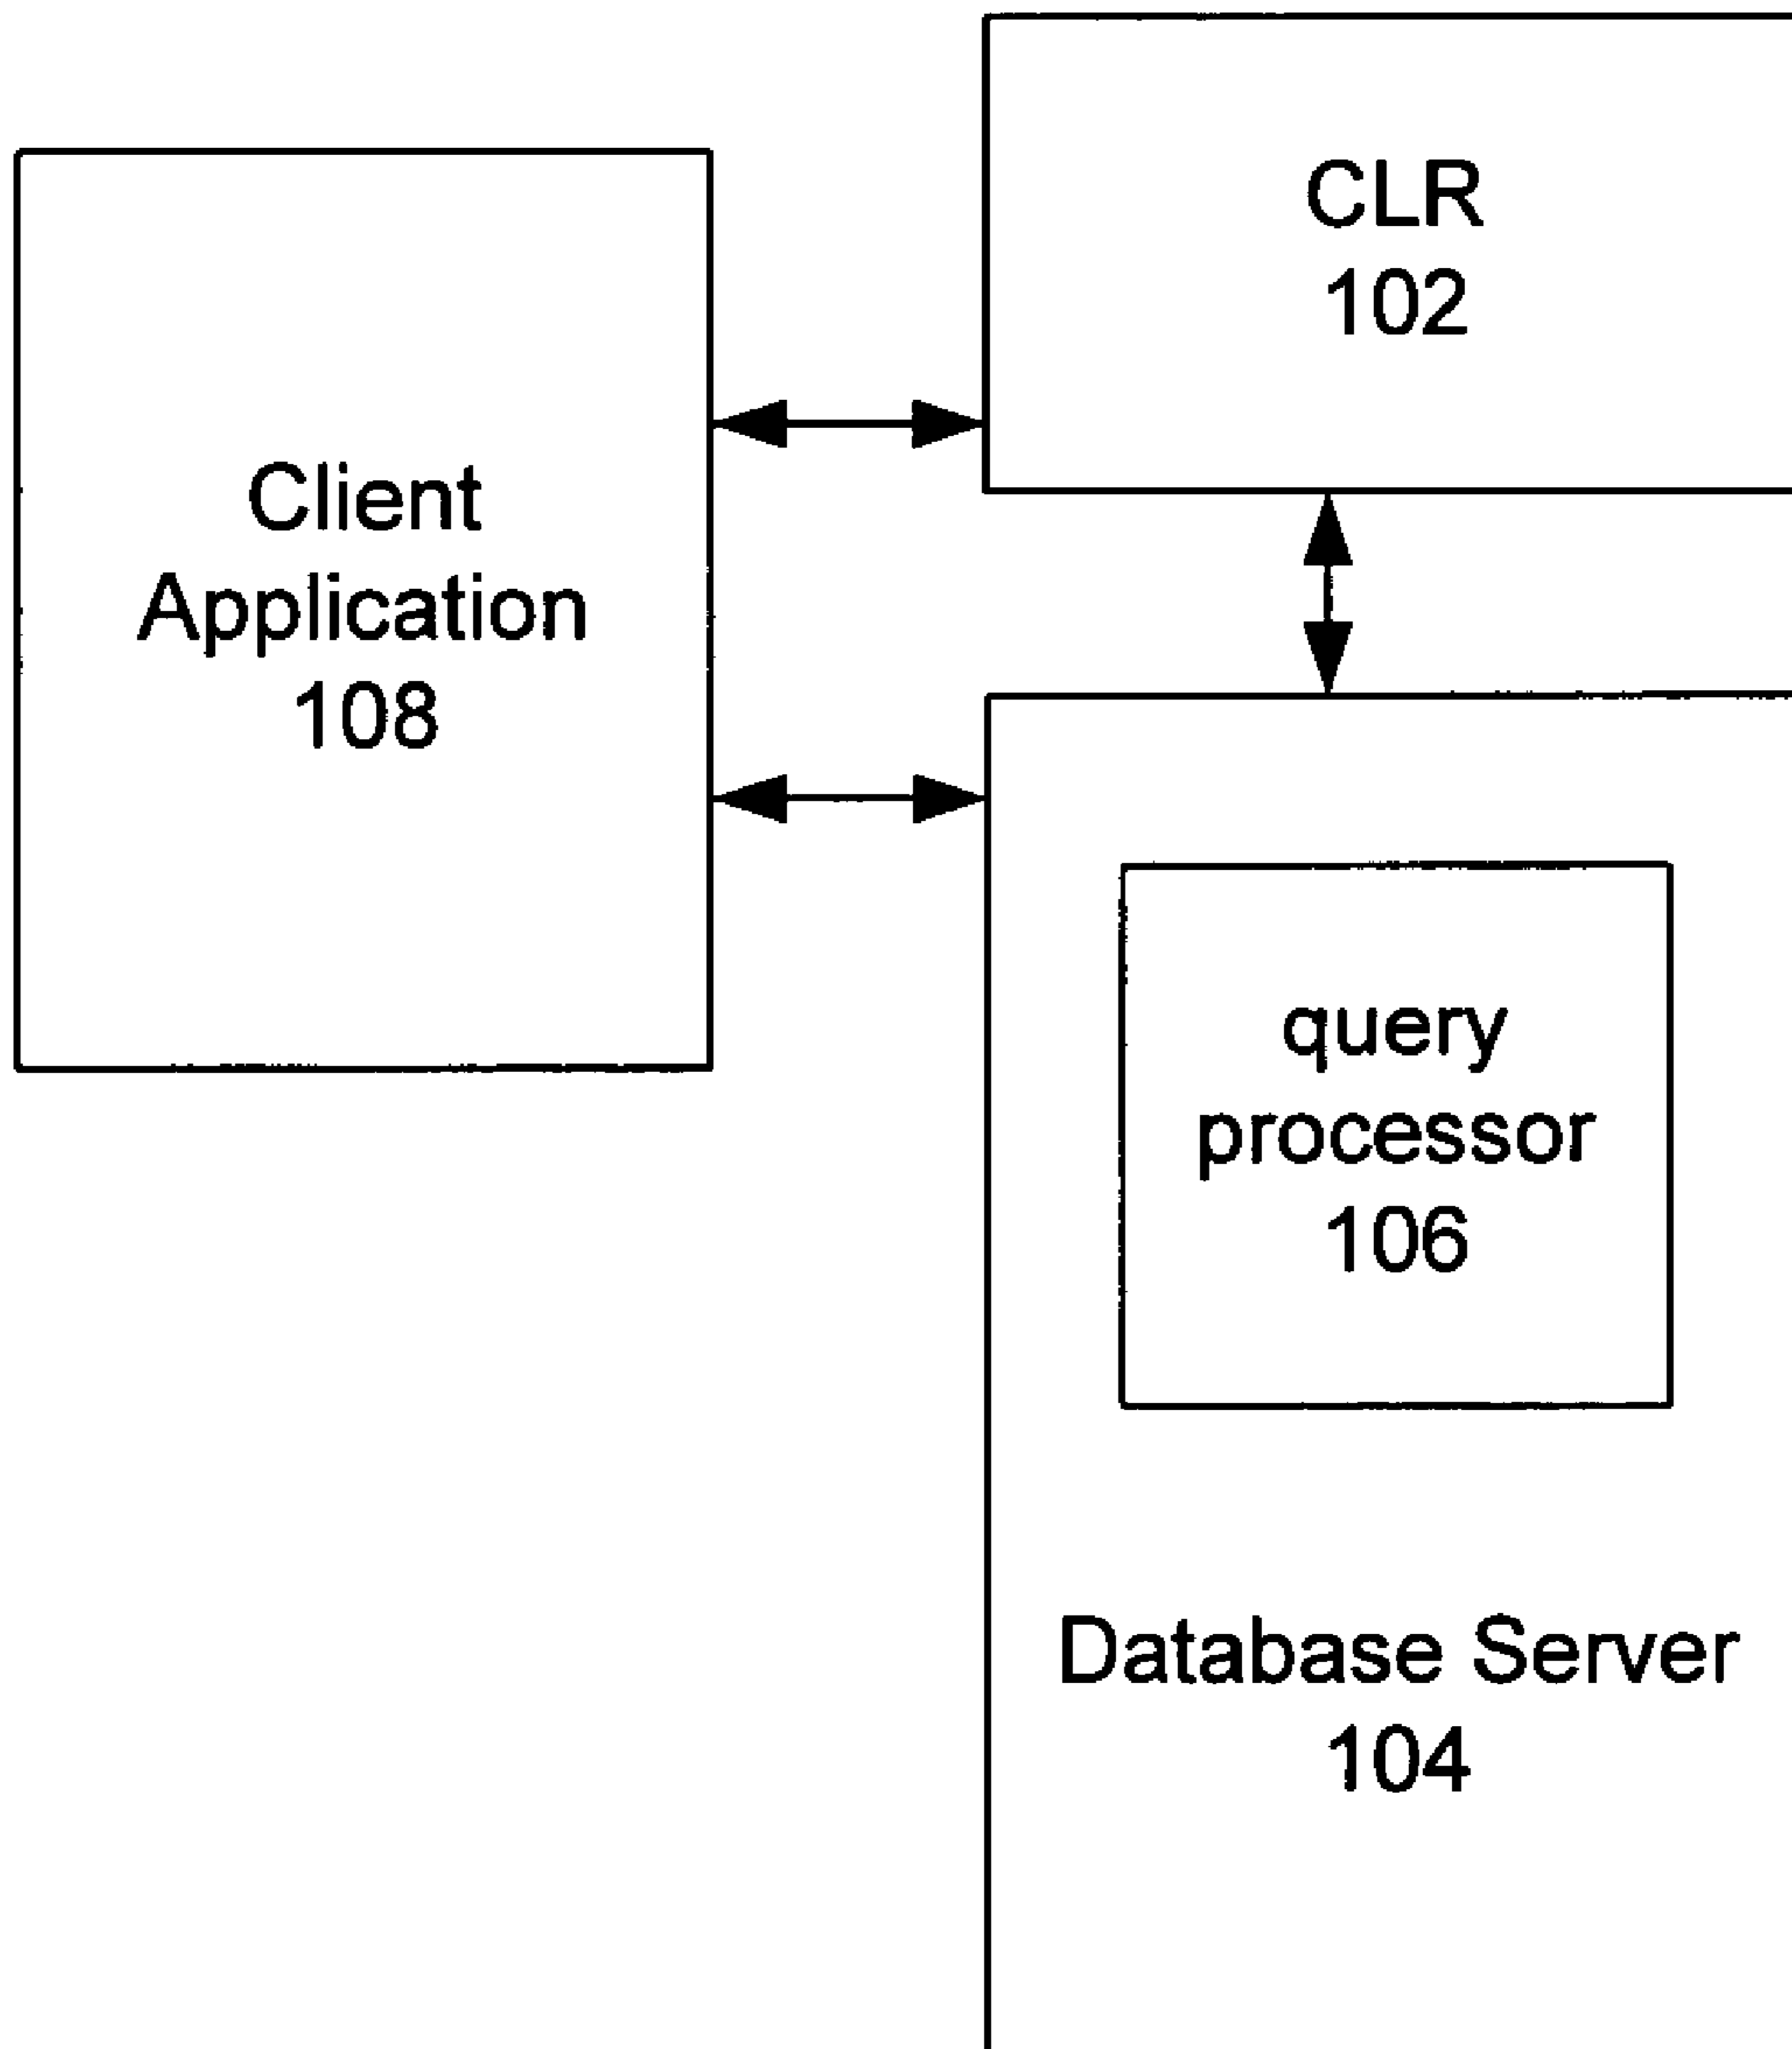 CLR
102
Client
Application
108
query
processor
106
Database Server
104